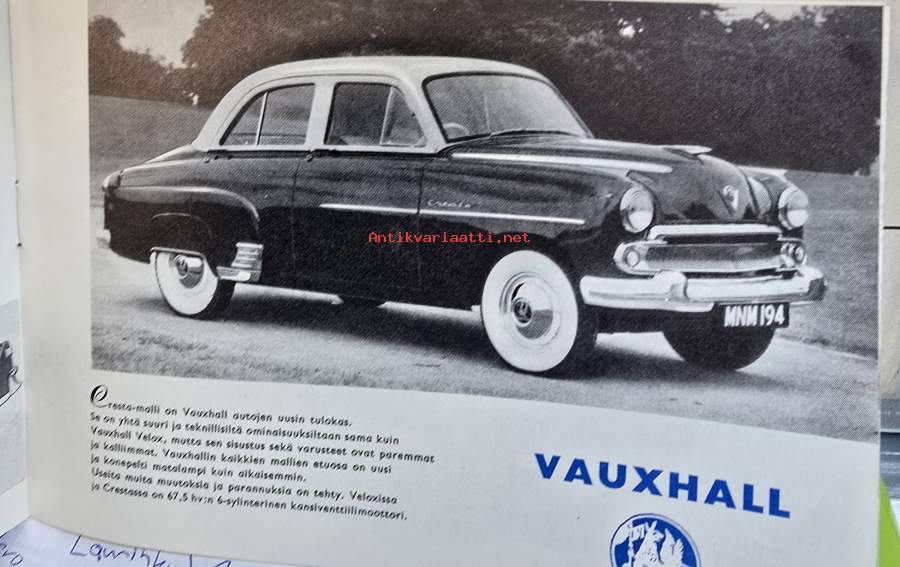 Cresta
Antikvariaatti.net
MNM 194
Cresta-malli on Vauxhall autojen uusin tulokas.
Se on yhtä suuri ja teknillisiltä ominaisuuksiltaan sama kuin
Vauxhall Velox, mutta sen sisustus sekä varusteet ovat paremmat
ja kalliimmat. Vauxhallin kaikkien mallien etuosa on uusi
ja konepelti matalampi kuin aikaisemmin.
Useita muita muutoksia ja parannuksia on tehty. Veloxissa
ja Crestassa on 67,5 hv:n 6-sylinterinen kansiventtiilimoottori.
VAUXHALL